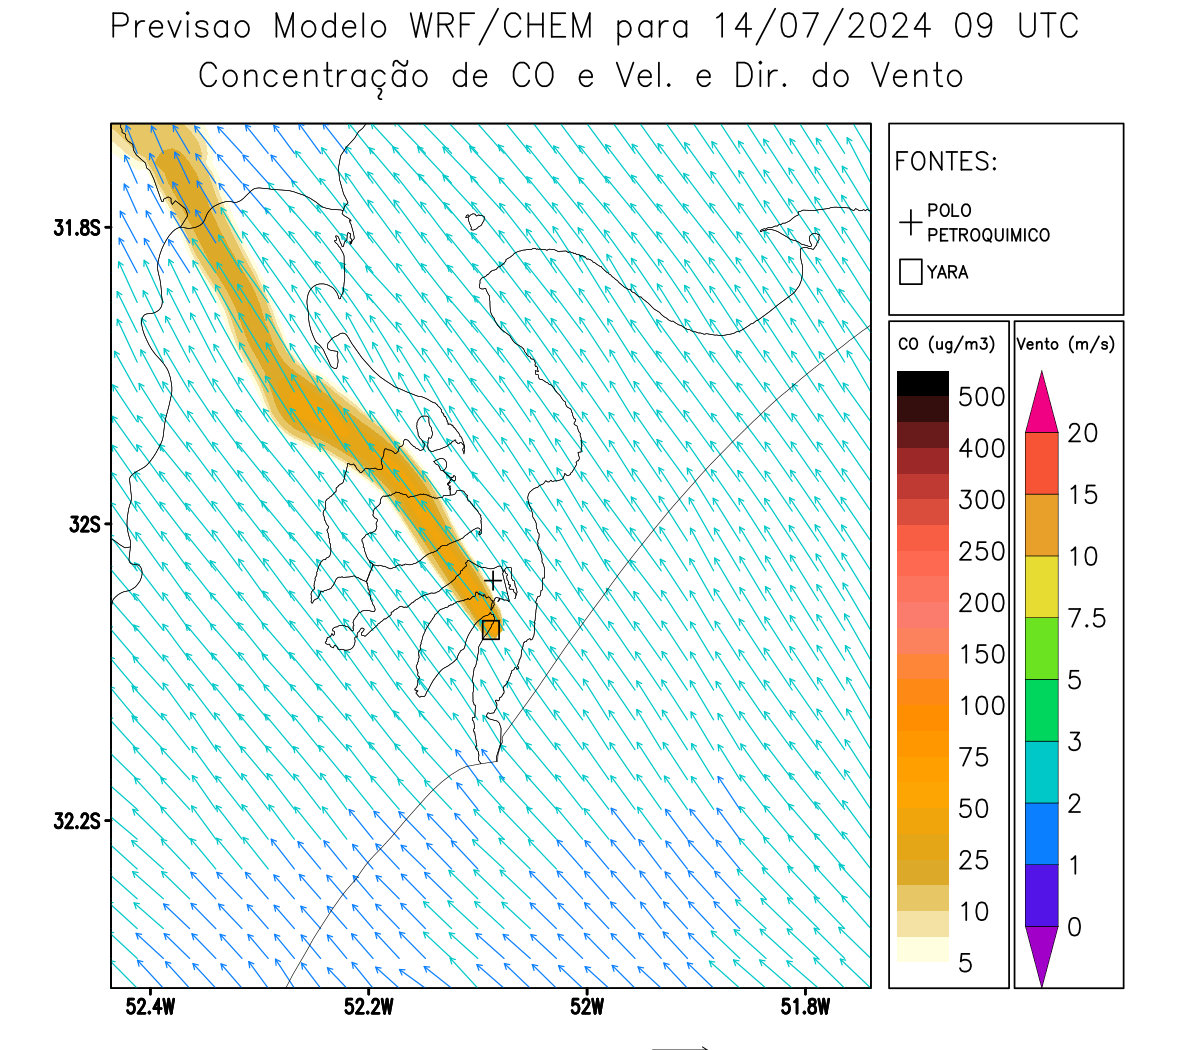 Previsao Modelo WRF/CHEM para 14/07/2024 09 UTC
Concentração de CO e Vel. e Dir. do Vento
FONTES:
POLO
PETROQUIMICO
YARA
CO (ug/m3)
500
400
300
250
200
150
100
75
50
25
10
5
Vento (m/s)
20
15
10
7.5
5
3
2
1
0
31.8S
32S
32.2S
52.4W
52.2W
52W
51.8W